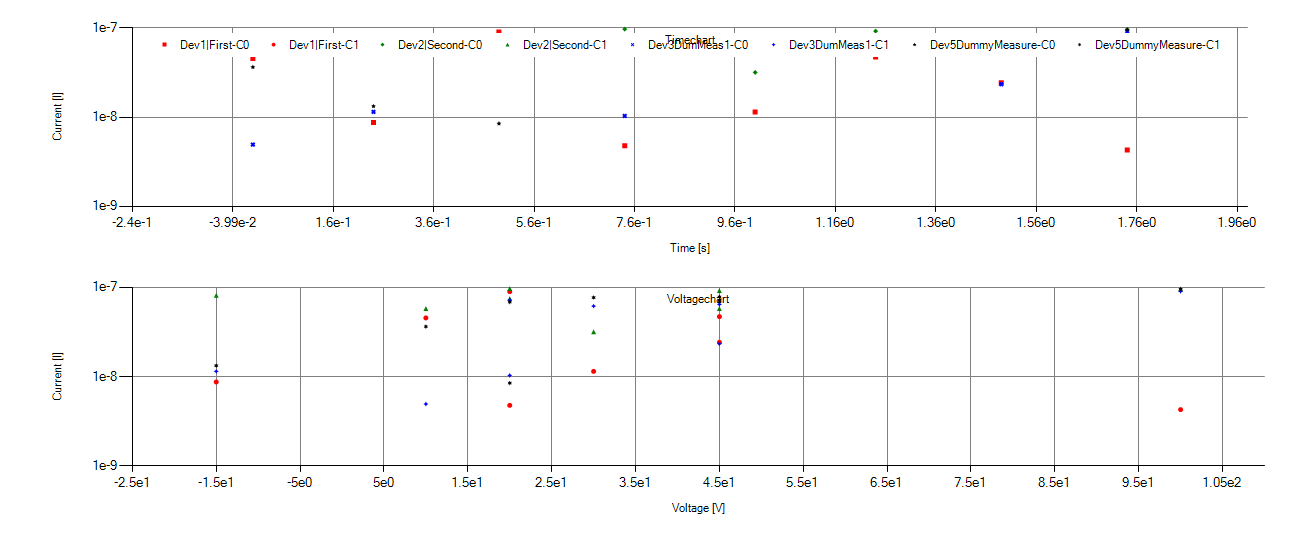 1e-7
Timechart
Dev1|First-C0 Dev1|First-C1 Dev2|Second-C0 Dev2|Second-C1 Dev3DumMeas1-C0 Dev3DumMeas1-C1 Dev5DummyMeasure-C0 Dev5DummyMeasure-C1
Current [I]
1e-8
1e-9
-2.4e-1 -3.99e-2 1.6e-1 3.6e-1 5.6e-1 7.6e-1 9.6e-1 1.16e0 1.36e0 1.56e0 1.76e0 1.96e0
Time [s]
1e-7
Voltagechart
Current [I]
1e-8
1e-9
-2.5e1 -1.5e1 -5e0 5e0 1.5e1 2.5e1 3.5e1 4.5e1 5.5e1 6.5e1 7.5e1 8.5e1 9.5e1 1.05e2
Voltage [V]